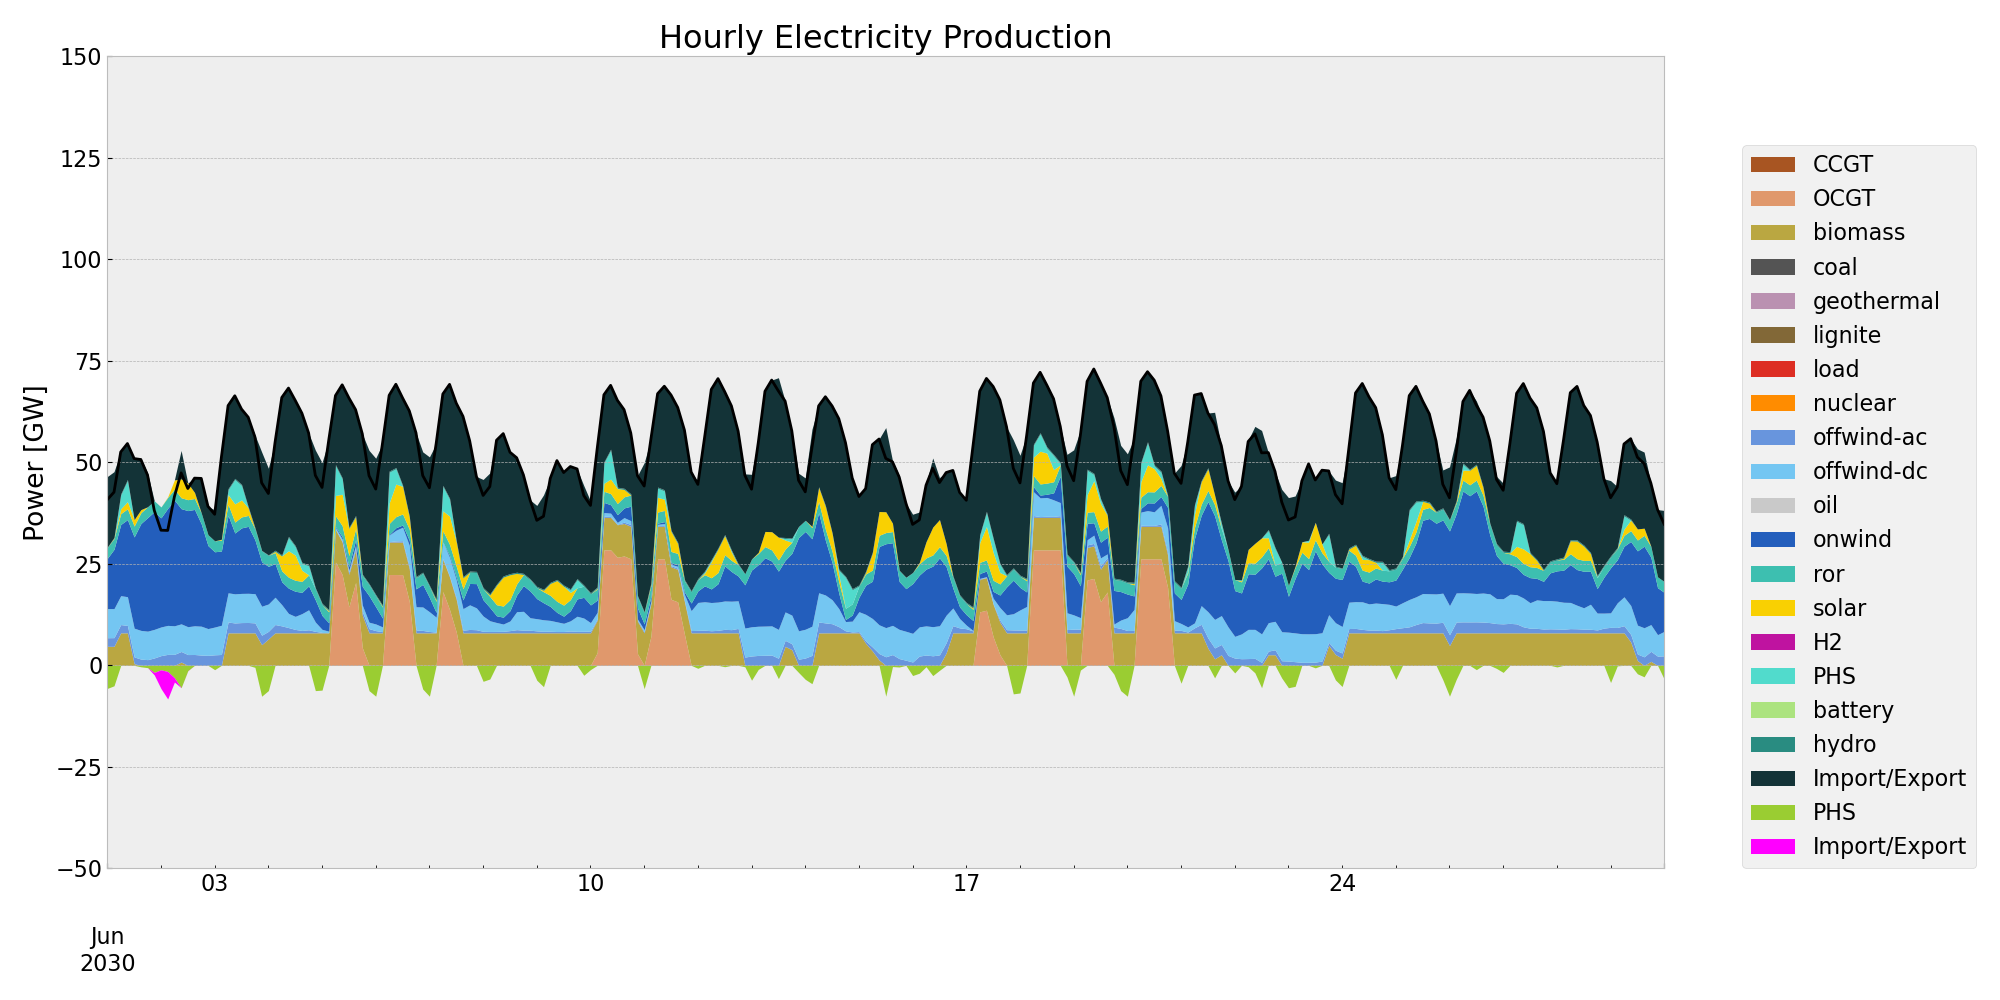 Hourly Electricity Production
Power [GW]
150
125
100
75
50
25
0
−25
−50
03
10
17
24
Jun
2030
CCGT
OCGT
biomass
coal
geothermal
lignite
load
nuclear
offwind-ac
offwind-dc
oil
onwind
ror
solar
H2
PHS
battery
hydro
Import/Export
PHS
Import/Export